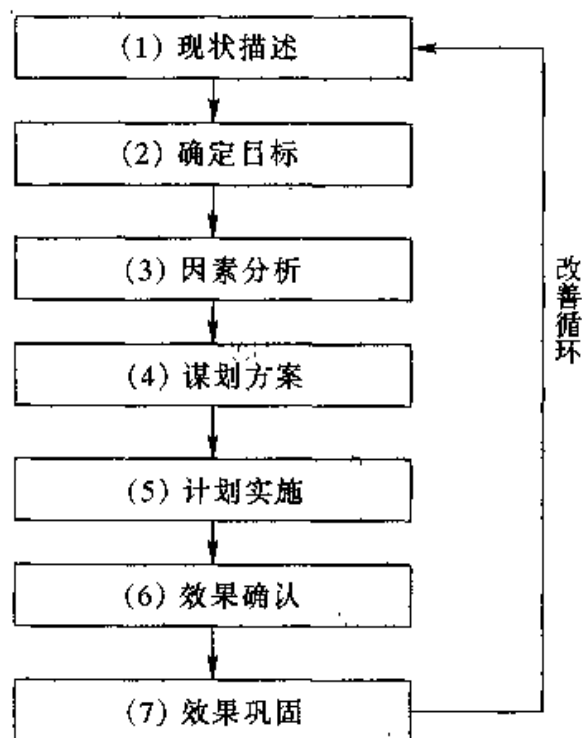 (1) 现状描述
(2) 确定目标
(3) 因素分析
(4) 谋划方案
(5) 计划实施
(6) 效果确认
(7) 效果巩固
改善循环